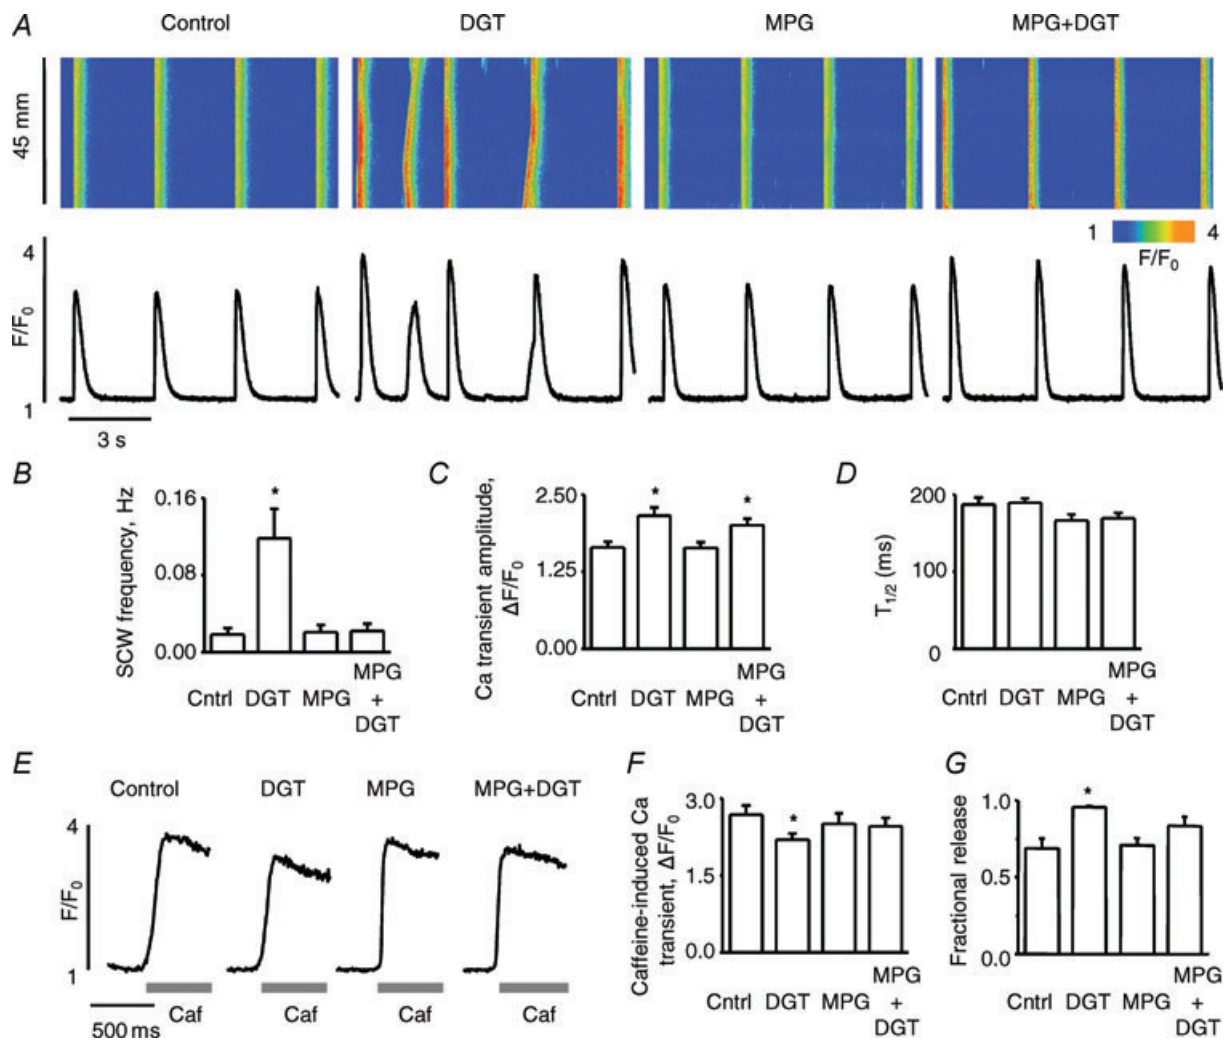 A
Control
DGT
MPG
MPG+DGT
45 mm
1
4
F/F0
4
F/F0
1
3 s
B
SCW frequency, Hz
0.16
0.08
0.00
*
Cntrl
DGT
MPG
MPG
+
DGT
C
Ca transient amplitude,
ΔF/F0
2.50
1.25
0.00
*
*
Cntrl
DGT
MPG
MPG
+
DGT
D
T1/2 (ms)
200
100
0
Cntrl
DGT
MPG
MPG
+
DGT
E
Control
DGT
MPG
MPG+DGT
4
F/F0
1
Caf
Caf
Caf
Caf
500 ms
F
Caffeine-induced Ca
transient, ΔF/F0
3.0
1.5
0.0
*
Cntrl
DGT
MPG
MPG
+
DGT
G
Fractional release
1.0
0.5
0.0
*
Cntrl
DGT
MPG
MPG
+
DGT